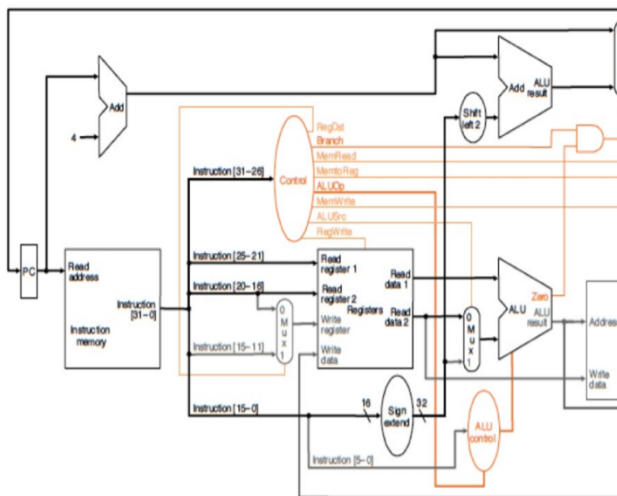 Add
4
PC
Read
address
Instruction
[31–0]
Instruction
memory
Instruction [31–26]
Control
RegDst
Branch
MemRead
MemtoReg
ALUOp
MemWrite
ALUSrc
RegWrite
Instruction [25–21]
Instruction [20–16]
Instruction [15–11]
Instruction [15–0]
Instruction [5–0]
0
M
u
x
1
Read
register 1
Read
register 2
Write
register
Write
data
Registers
Read
data 1
Read
data 2
16
Sign
extend
32
Shift
left 2
Add
ALU
result
0
M
u
x
1
Zero
ALU
ALU
result
ALU
control
Address
Write
data